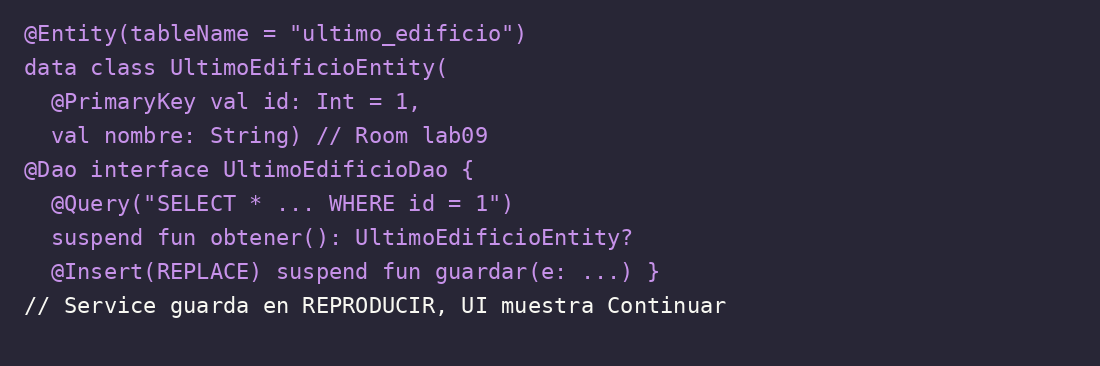 @Entity(tableName = "ultimo_edificio")
data class UltimoEdificioEntity(
  @PrimaryKey val id: Int = 1,
  val nombre: String) // Room lab09
@Dao interface UltimoEdificioDao {
  @Query("SELECT * ... WHERE id = 1")
  suspend fun obtener(): UltimoEdificioEntity?
  @Insert(REPLACE) suspend fun guardar(e: ...) }
// Service guarda en REPRODUCIR, UI muestra Continuar